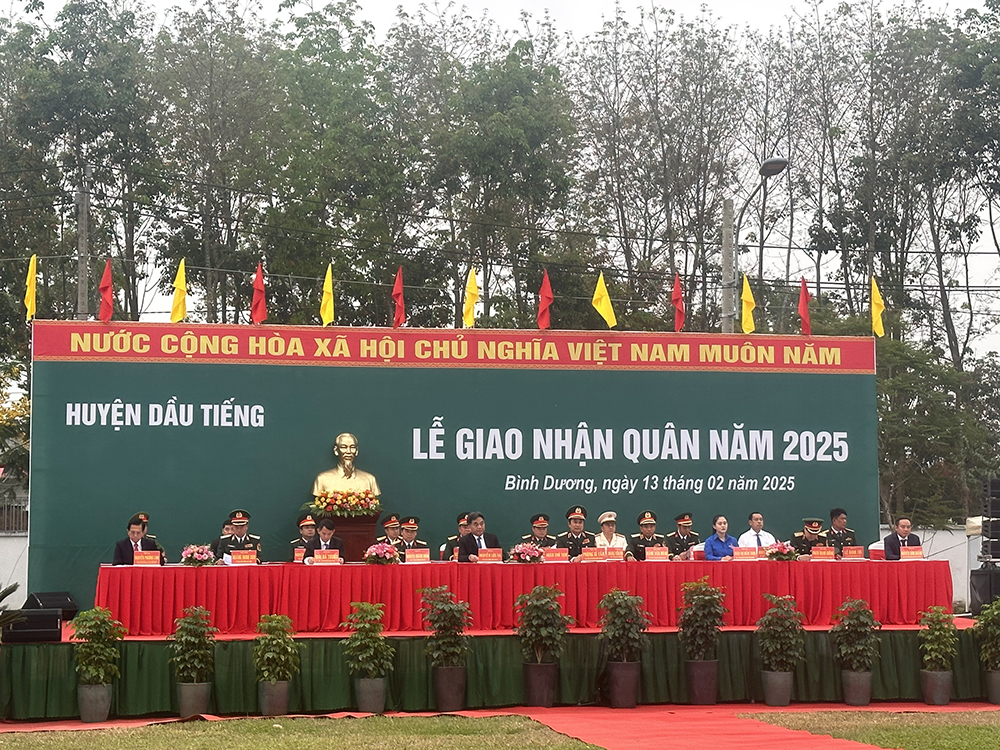 NƯỚC CỘNG HÒA XÃ HỘI CHỦ NGHĨA VIỆT NAM MUÔN NĂM
HUYỆN DẦU TIẾNG
LỄ GIAO NHẬN QUÂN NĂM 2025
Bình Dương, ngày 13 tháng 02 năm 2025